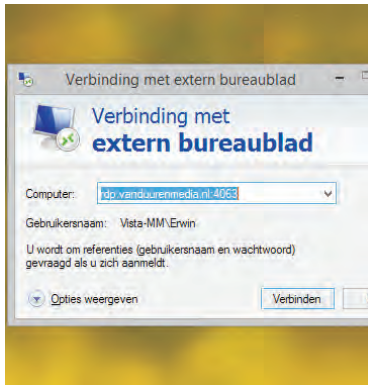 Verbinding met extern bureaublad
Verbinding met
extern bureaublad
Computer: rdp.vanduurenmedia.nl:4063
Gebruikersnaam: Vista-MM\Erwin
U wordt om referenties (gebruikersnaam en wachtwoord)
gevraagd als u zich aanmeldt.
Opties weergeven Verbinden